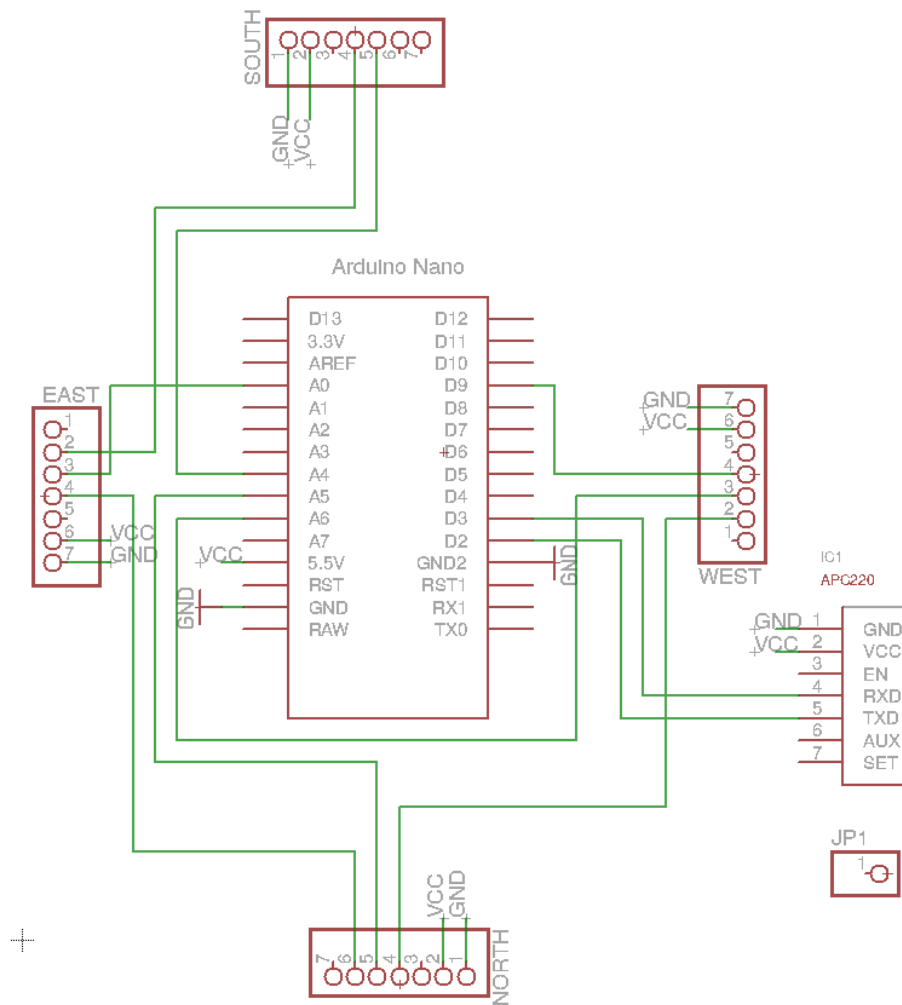 SOUTH
1
2
3
4
5
6
7
GND
VCC
Arduino Nano
D13
3.3V
AREF
A0
A1
A2
A3
A4
A5
A6
A7
5.5V
RST
GND
RAW
D12
D11
D10
D9
D8
D7
D6
D5
D4
D3
D2
GND2
RST1
RX1
TX0
VCC
GND
GND
EAST
1
2
3
4
5
6
7
VCC
GND
GND
VCC
7
6
5
4
3
2
1
WEST
IC1
APC220
GND
VCC
1
2
3
4
5
6
7
GND
VCC
EN
RXD
TXD
AUX
SET
JP1
1
VCC
GND
7
6
5
4
3
2
1
NORTH